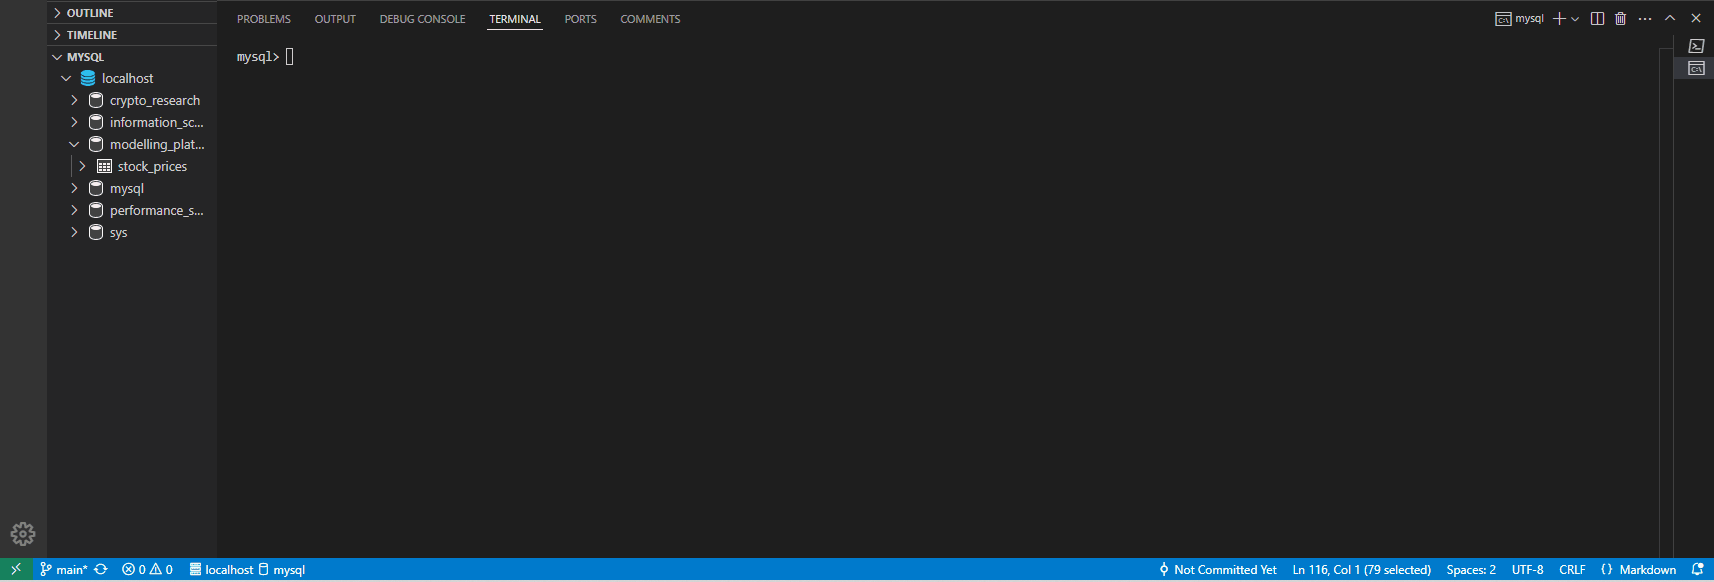 OUTLINE
TIMELINE
MYSQL
localhost
crypto_research
information_sc...
modelling_plat...
stock_prices
mysql
performance_s...
sys
PROBLEMS OUTPUT DEBUG CONSOLE TERMINAL PORTS COMMENTS
mysql
mysql>
main* 0 0 localhost mysql
Not Committed Yet Ln 116, Col 1 (79 selected) Spaces: 2 UTF-8 CRLF {} Markdown